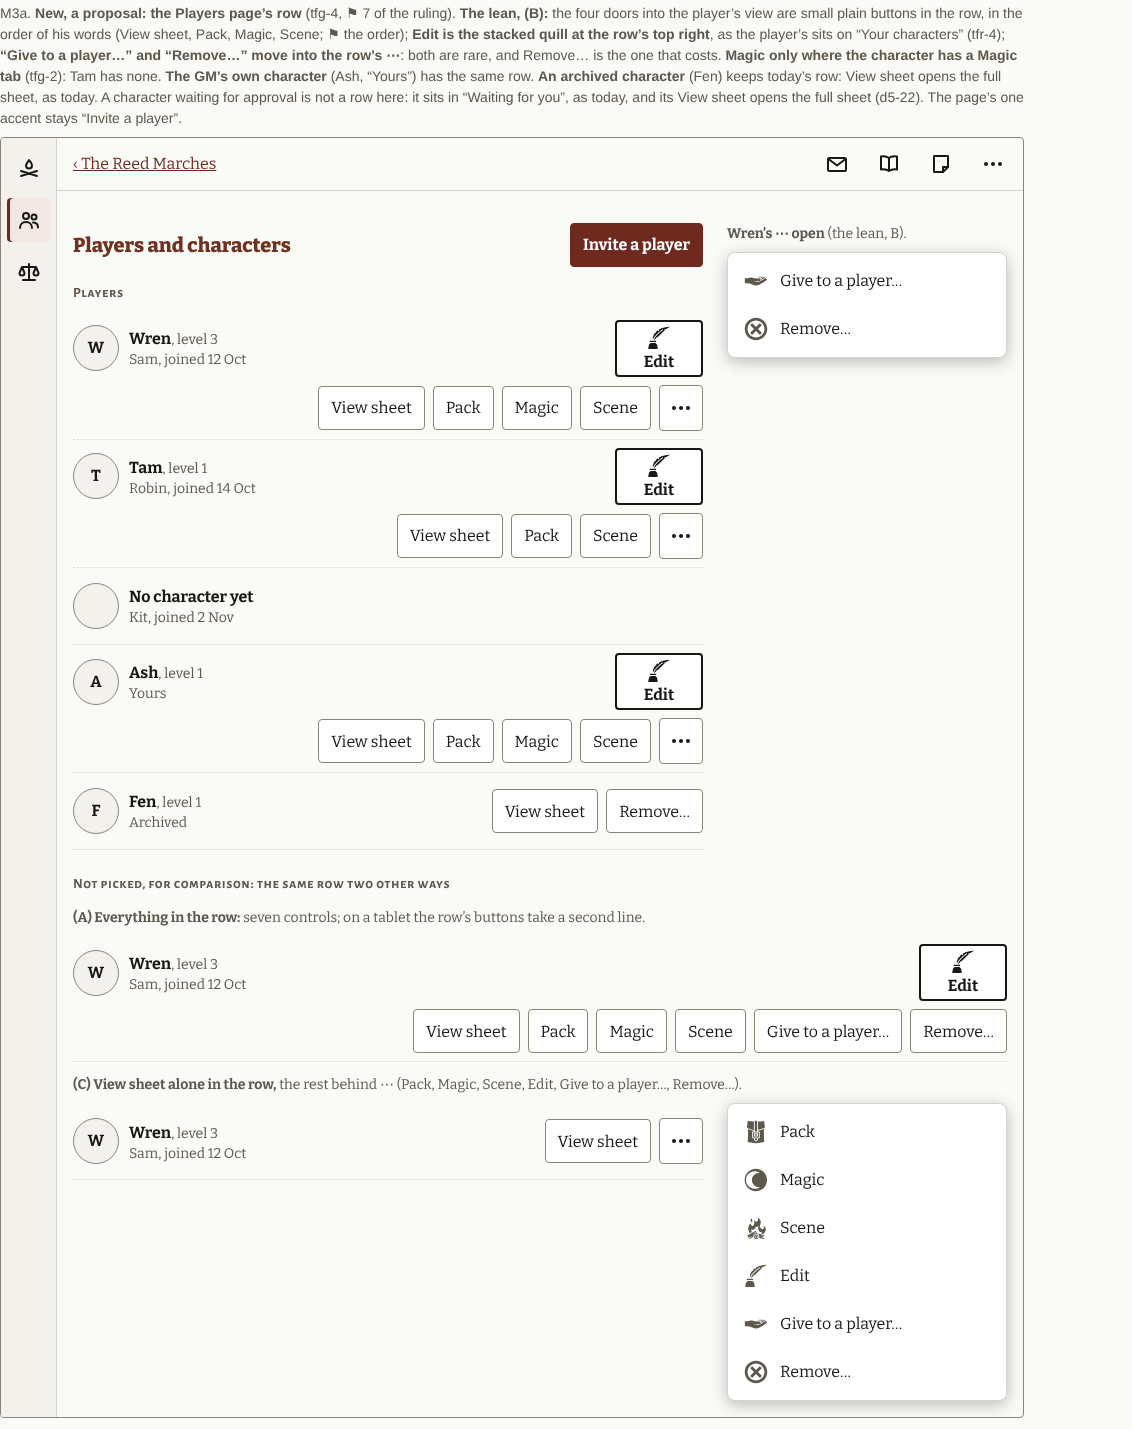 M3a. New, a proposal: the Players page’s row (tfg-4, ⚑ 7 of the ruling). The lean, (B): the four doors into the player’s view are small plain buttons in the row, in the
order of his words (View sheet, Pack, Magic, Scene; ⚑ the order); Edit is the stacked quill at the row’s top right, as the player’s sits on “Your characters” (tfr-4);
“Give to a player…” and “Remove…” move into the row’s ···: both are rare, and Remove… is the one that costs. Magic only where the character has a Magic
tab (tfg-2): Tam has none. The GM’s own character (Ash, “Yours”) has the same row. An archived character (Fen) keeps today’s row: View sheet opens the full
sheet, as today. A character waiting for approval is not a row here: it sits in “Waiting for you”, as today, and its View sheet opens the full sheet (d5-22). The page’s one
accent stays “Invite a player”.
‹ The Reed Marches
Players and characters
Invite a player
Wren’s ··· open (the lean, B).
Give to a player…
Remove…
Players
W
Wren, level 3
Sam, joined 12 Oct
Edit
View sheet
Pack
Magic
Scene
T
Tam, level 1
Robin, joined 14 Oct
Edit
View sheet
Pack
Scene
No character yet
Kit, joined 2 Nov
A
Ash, level 1
Yours
Edit
View sheet
Pack
Magic
Scene
F
Fen, level 1
Archived
View sheet
Remove…
Not picked, for comparison: the same row two other ways
(A) Everything in the row: seven controls; on a tablet the row’s buttons take a second line.
W
Wren, level 3
Sam, joined 12 Oct
Edit
View sheet
Pack
Magic
Scene
Give to a player…
Remove…
(C) View sheet alone in the row, the rest behind ··· (Pack, Magic, Scene, Edit, Give to a player…, Remove…).
W
Wren, level 3
Sam, joined 12 Oct
View sheet
Pack
Magic
Scene
Edit
Give to a player…
Remove…